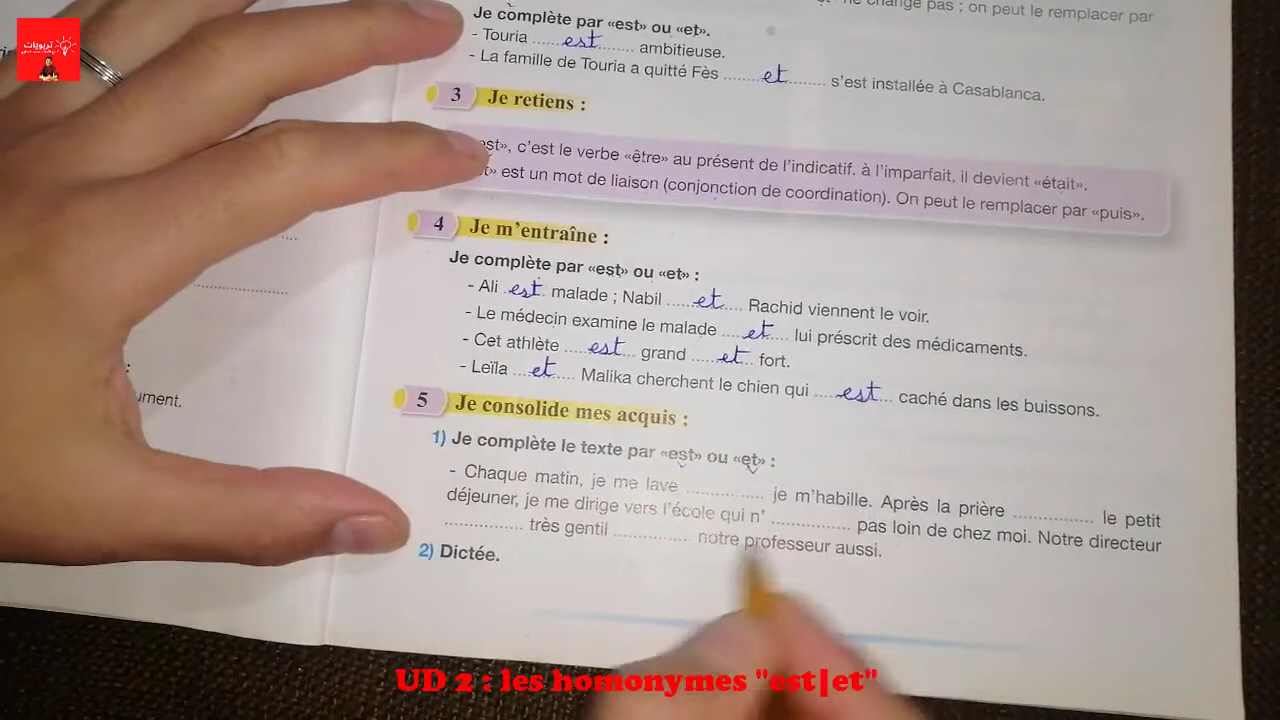 تربويات
ne change pas ; on peut le remplacer par
Je complète par «est» ou «et».
- Touria ...... est ...... ambitieuse.
- La famille de Touria a quitté Fès ...... et ...... s'est installée à Casablanca.
3 Je retiens :
est», c'est le verbe «être» au présent de l'indicatif. à l'imparfait, il devient «était».
t» est un mot de liaison (conjonction de coordination). On peut le remplacer par «puis».
4 Je m'entraîne :
Je complète par «est» ou «et» :
- Ali ... est ... malade ; Nabil ...... et ...... Rachid viennent le voir.
- Le médecin examine le malade ...... et ...... lui préscrit des médicaments.
- Cet athlète ...... est ...... grand ...... et ...... fort.
- Leïla ...... et ...... Malika cherchent le chien qui ...... est ...... caché dans les buissons.
ument.
5 Je consolide mes acquis :
1) Je complète le texte par «est» ou «et» :
- Chaque matin, je me lave ............... je m'habille. Après la prière ............... le petit
déjeuner, je me dirige vers l'école qui n' ............... pas loin de chez moi. Notre directeur
............... très gentil ............... notre professeur aussi.
2) Dictée.
UD 2 : les homonymes "est|et"